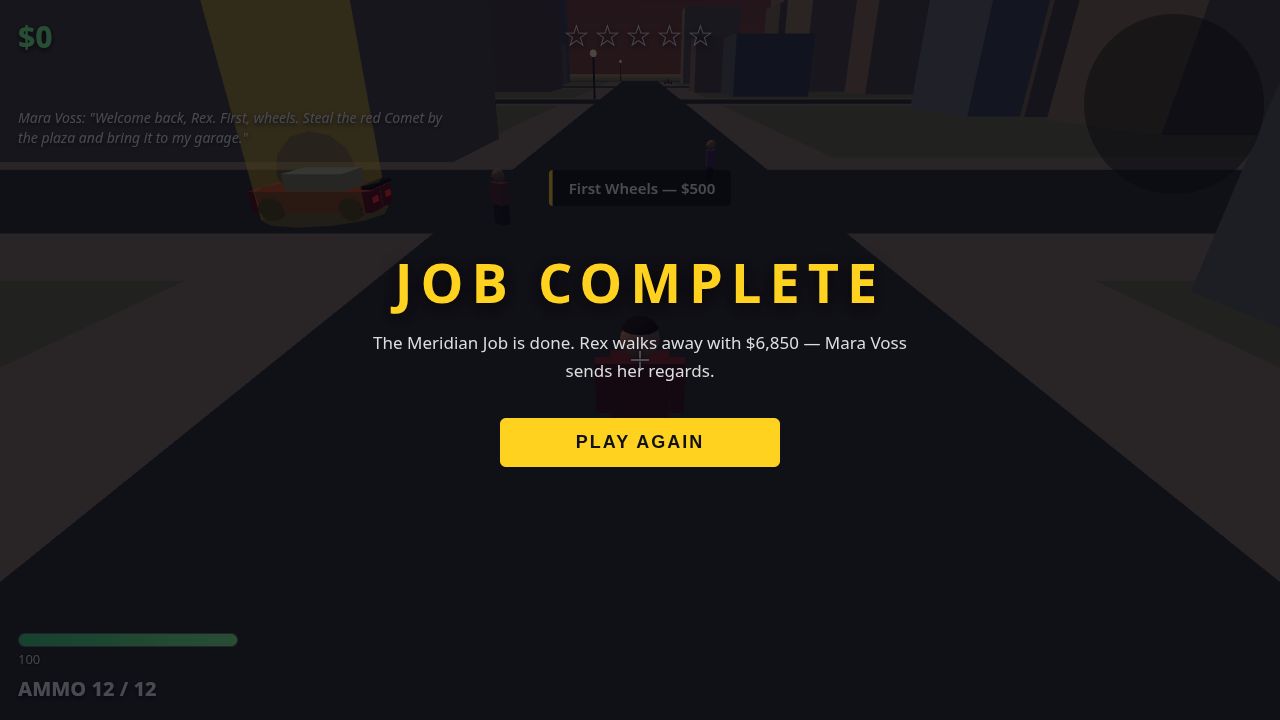 $0
☆☆☆☆☆
Mara Voss: "Welcome back, Rex. First, wheels. Steal the red Comet by
the plaza and bring it to my garage."
First Wheels — $500
JOB COMPLETE
The Meridian Job is done. Rex walks away with $6,850 — Mara Voss
sends her regards.
PLAY AGAIN
100
AMMO 12 / 12